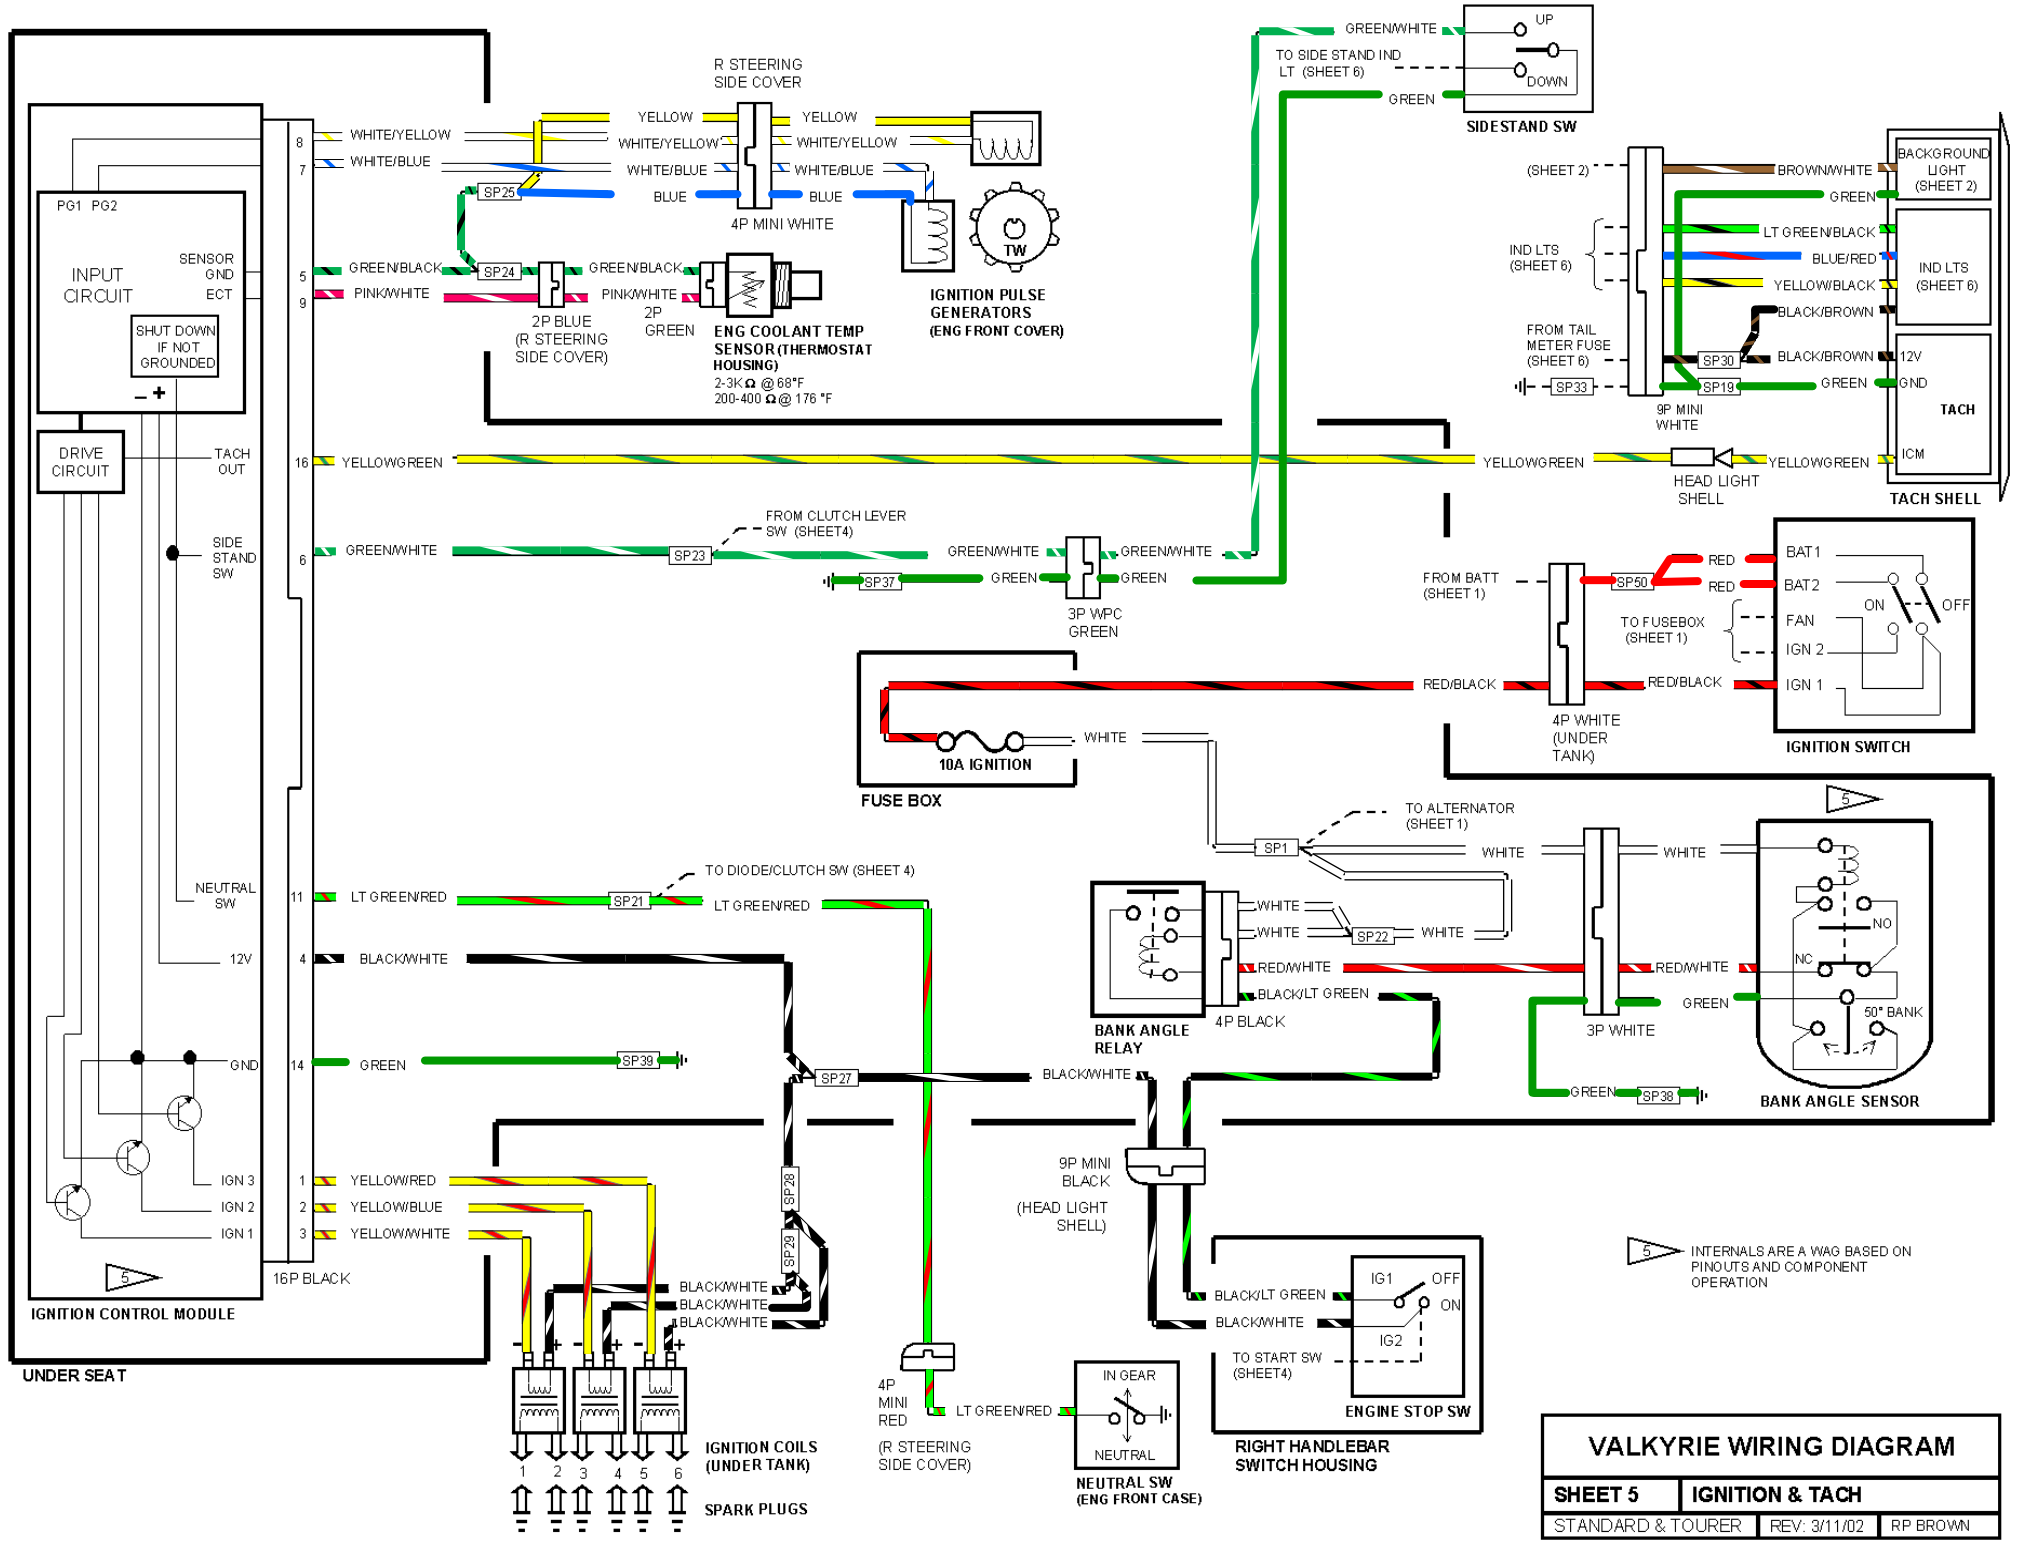 R STEERING
SIDE COVER
GREEN/WHITE
UP
TO SIDE STAND IND
LT (SHEET 6)
DOWN
GREEN
SIDESTAND SW
8
WHITE/YELLOW
YELLOW
YELLOW
WHITE/YELLOW
WHITE/YELLOW
7
WHITE/BLUE
WHITE/BLUE
WHITE/BLUE
SP25
BLUE
BLUE
4P MINI WHITE
TW
IGNITION PULSE
GENERATORS
(ENG FRONT COVER)
PG1 PG2
SENSOR
GND
ECT
INPUT
CIRCUIT
SHUT DOWN
IF NOT
GROUNDED
– +
5
GREEN/BLACK
SP24
GREEN/BLACK
9
PINK/WHITE
PINK/WHITE
2P BLUE
(R STEERING
SIDE COVER)
2P
GREEN
ENG COOLANT TEMP
SENSOR (THERMOSTAT
HOUSING)
2-3K Ω @ 68°F
200-400 Ω @ 176 °F
(SHEET 2)
BROWN/WHITE
BACKGROUND
LIGHT
(SHEET 2)
GREEN
IND LTS
(SHEET 6)
LT GREEN/BLACK
BLUE/RED
YELLOW/BLACK
IND LTS
(SHEET 6)
BLACK/BROWN
FROM TAIL
METER FUSE
(SHEET 6)
SP30
BLACK/BROWN
12V
SP33
SP19
GREEN
GND
9P MINI
WHITE
TACH
DRIVE
CIRCUIT
TACH
OUT
16
YELLOWGREEN
YELLOWGREEN
YELLOWGREEN
ICM
HEAD LIGHT
SHELL
TACH SHELL
SIDE
STAND
SW
6
GREEN/WHITE
SP23
FROM CLUTCH LEVER
SW (SHEET4)
GREEN/WHITE
GREEN/WHITE
SP37
GREEN
GREEN
3P WPC
GREEN
FROM BATT
(SHEET 1)
SP50
RED
RED
BAT1
BAT2
ON
OFF
TO FUSEBOX
(SHEET 1)
FAN
IGN 2
IGN 1
RED/BLACK
RED/BLACK
4P WHITE
(UNDER
TANK)
IGNITION SWITCH
10A IGNITION
WHITE
FUSE BOX
TO ALTERNATOR
(SHEET 1)
SP1
WHITE
WHITE
5
NEUTRAL
SW
11
LT GREEN/RED
SP21
TO DIODE/CLUTCH SW (SHEET 4)
LT GREEN/RED
WHITE
WHITE
SP22
WHITE
NO
NC
12V
4
BLACK/WHITE
RED/WHITE
RED/WHITE
BLACK/LT GREEN
GREEN
50° BANK
BANK ANGLE
RELAY
4P BLACK
3P WHITE
GND
14
GREEN
SP39
SP27
BLACK/WHITE
GREEN
SP38
BANK ANGLE SENSOR
IGN 3
1
YELLOW/RED
IGN 2
2
YELLOW/BLUE
IGN 1
3
YELLOW/WHITE
SP28
SP29
9P MINI
BLACK
(HEAD LIGHT
SHELL)
5
16P BLACK
IGNITION CONTROL MODULE
UNDER SEAT
BLACK/WHITE
BLACK/WHITE
BLACK/WHITE
- + - + - +
5
INTERNALS ARE A WAG BASED ON
PINOUTS AND COMPONENT
OPERATION
BLACK/LT GREEN
BLACK/WHITE
IG1
OFF
ON
IG2
TO START SW
(SHEET4)
ENGINE STOP SW
RIGHT HANDLEBAR
SWITCH HOUSING
4P
MINI
RED
(R STEERING
SIDE COVER)
LT GREEN/RED
IN GEAR
NEUTRAL
NEUTRAL SW
(ENG FRONT CASE)
IGNITION COILS
(UNDER TANK)
1 2 3 4 5 6
SPARK PLUGS
VALKYRIE WIRING DIAGRAM
SHEET 5
IGNITION & TACH
STANDARD & TOURER
REV: 3/11/02
RP BROWN